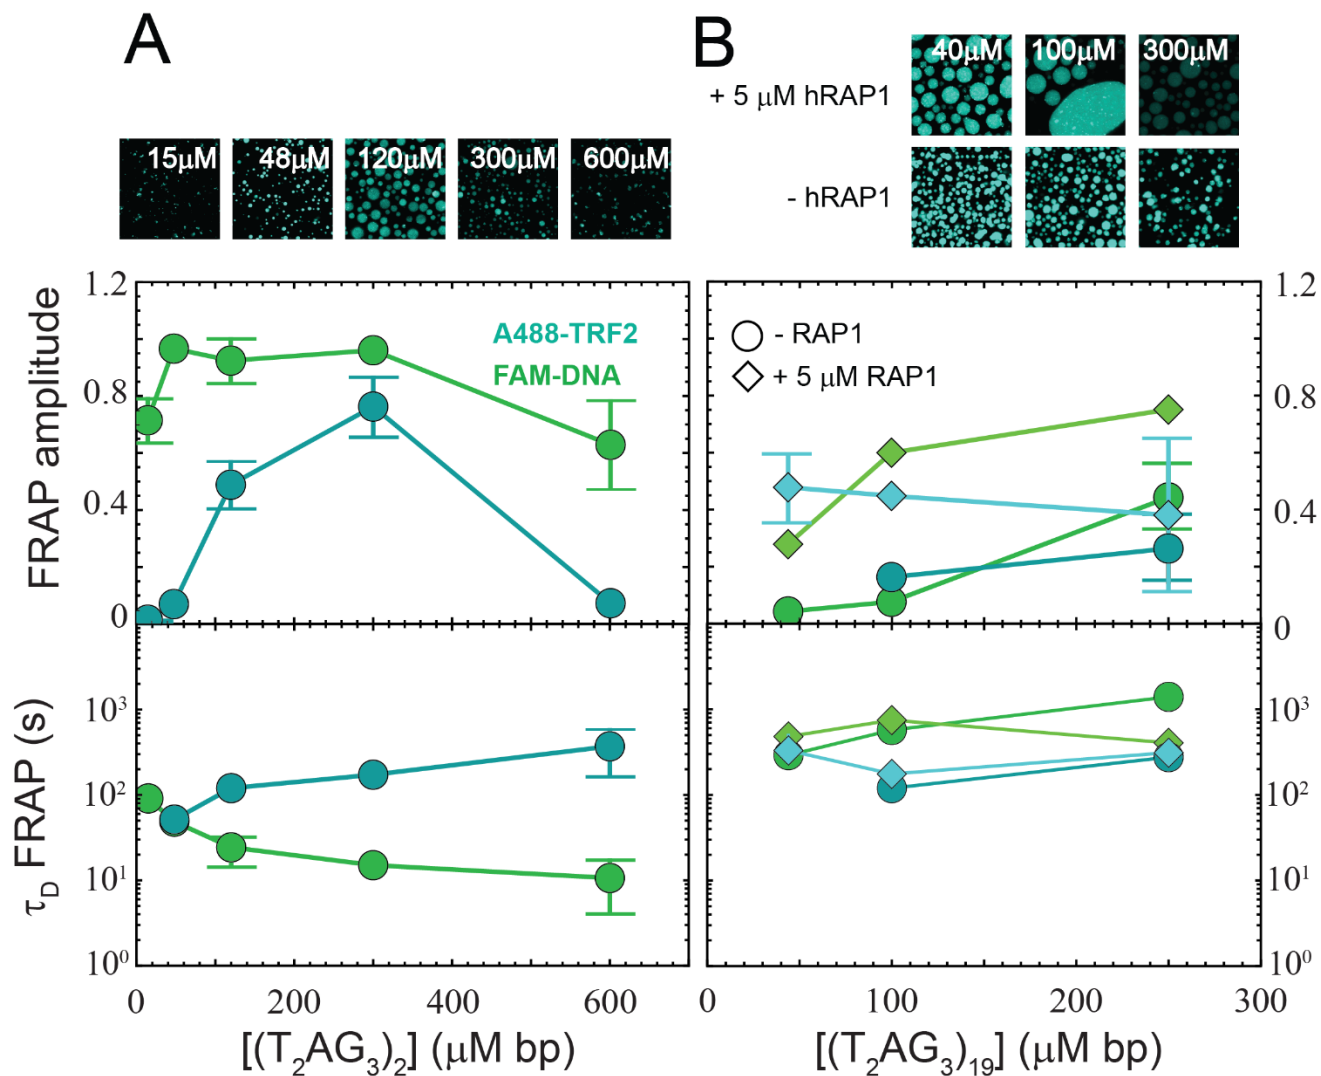 A
B
40μM 100μM 300μM
+ 5 μM hRAP1
- hRAP1
15μM 48μM 120μM 300μM 600μM
1.2
0.8
0.4
0
FRAP amplitude
A488-TRF2
FAM-DNA
- RAP1
+ 5 μM RAP1
1.2
0.8
0.4
0
10³
10²
10¹
10⁰
τ_D FRAP (s)
10³
10²
10¹
10⁰
0 200 400 600
[(T₂AG₃)₂] (μM bp)
0 100 200 300
[(T₂AG₃)₁₉] (μM bp)